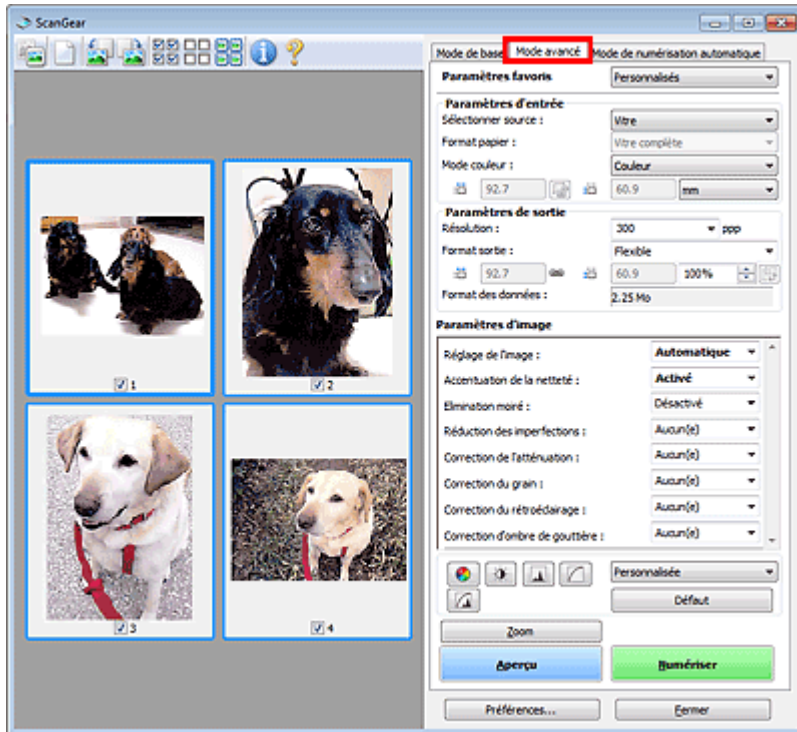 ScanGear
Mode de base Mode avancé Mode de numérisation automatique
Paramètres favoris Personnalisés
Paramètres d'entrée
Sélectionner source : Vitre
Format papier : Vitre complète
Mode couleur : Couleur
92.7 60.9 mm
Paramètres de sortie
Résolution : 300 ppp
Format sortie : Flexible
92.7 60.9 100%
Format des données : 2.25 Mo
Paramètres d'image
Réglage de l'image : Automatique
Accentuation de la netteté : Activé
Elimination moiré : Désactivé
Réduction des imperfections : Aucun(e)
Correction de l'atténuation : Aucun(e)
Correction du grain : Aucun(e)
Correction du rétroéclairage : Aucun(e)
Correction d'ombre de gouttière : Aucun(e)
Personnalisée
Défaut
Zoom
Aperçu Numériser
Préférences... Fermer
1
2
3
4